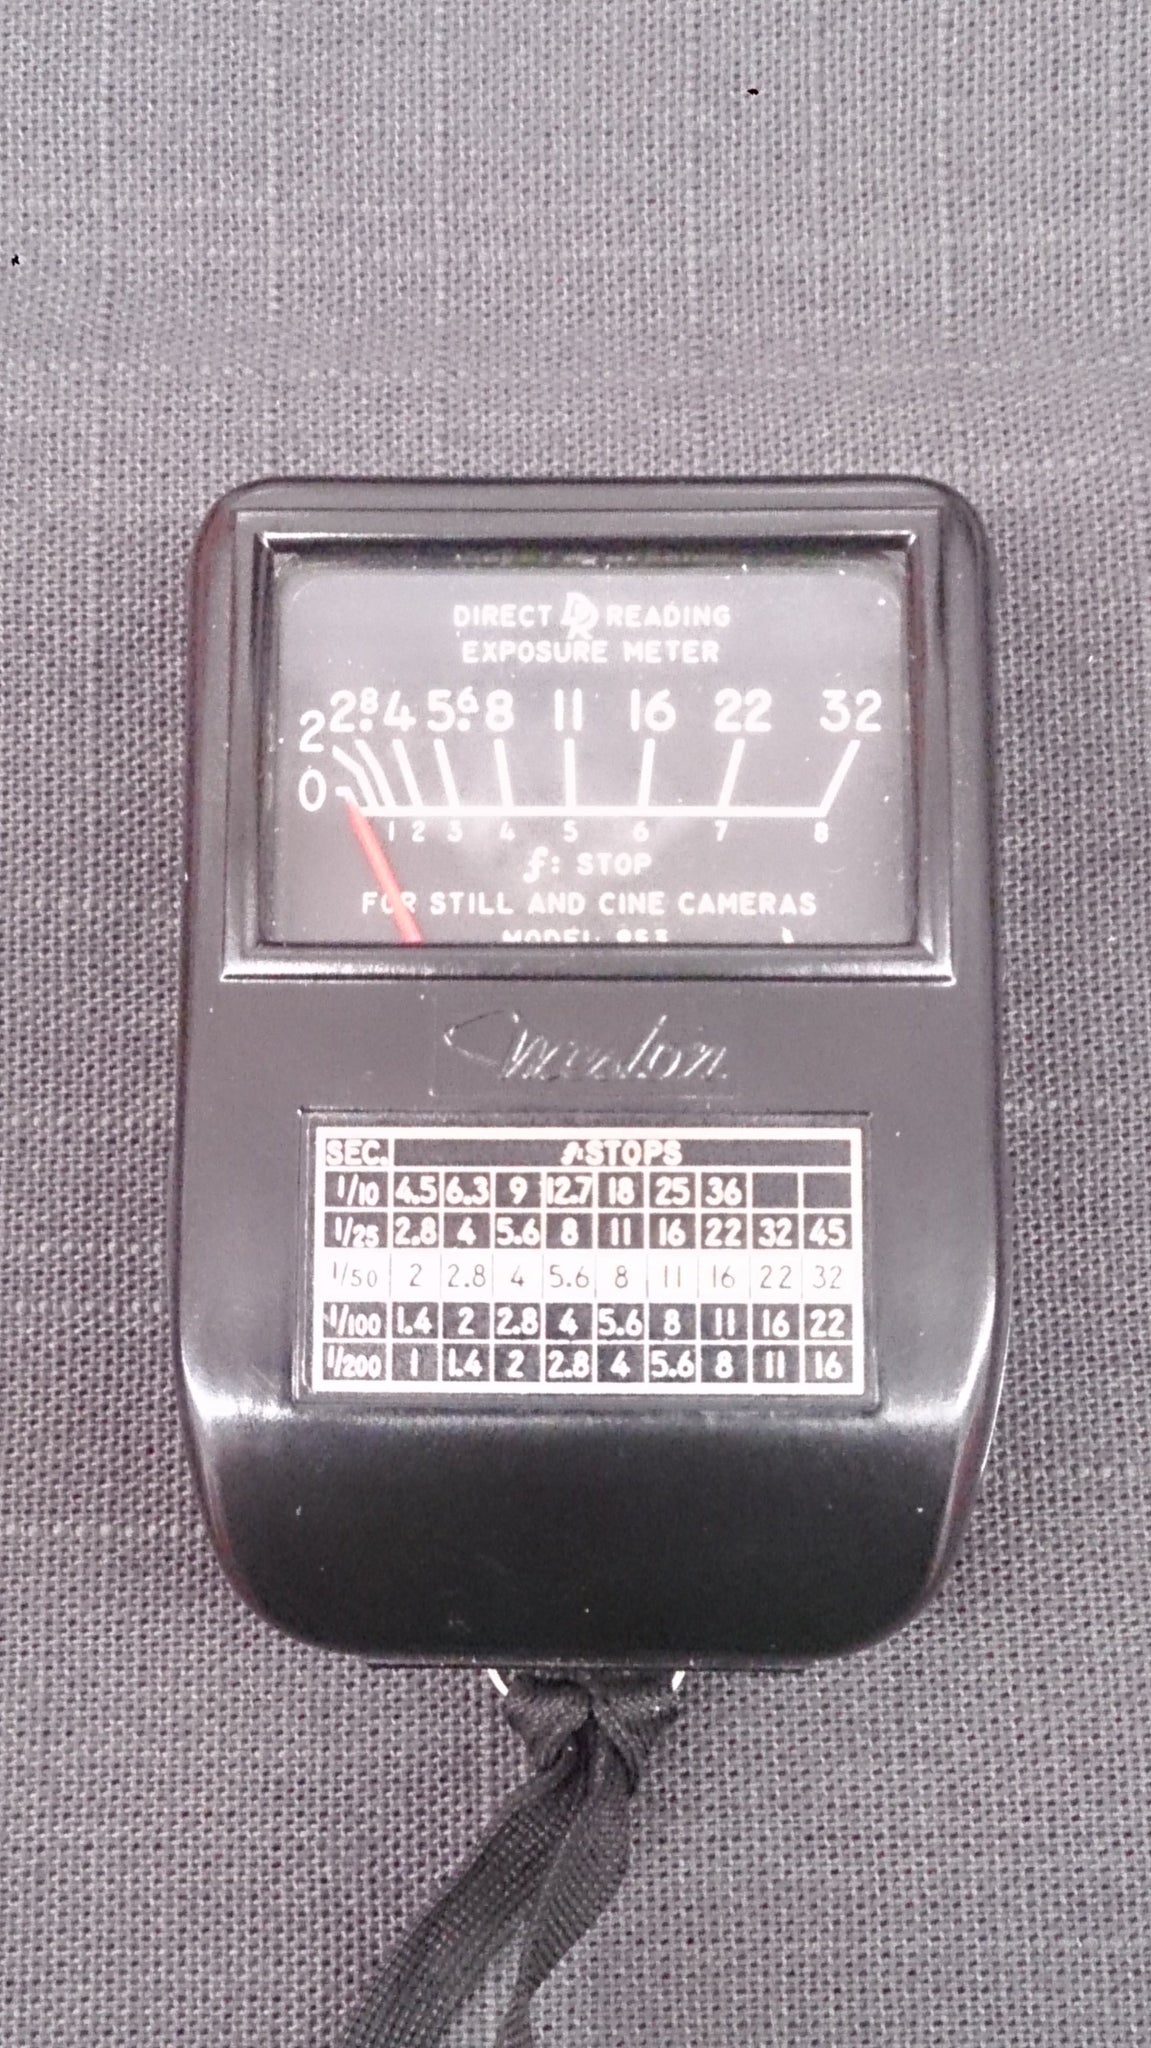 DIRECT DR READING
EXPOSURE METER
2 2.8 4 5.6 8 11 16 22 32
0
1 2 3 4 5 6 7 8
f: STOP
FOR STILL AND CINE CAMERAS
MODEL 853
SEC. f:STOPS
1/10 4.5 6.3 9 12.7 18 25 36
1/25 2.8 4 5.6 8 11 16 22 32 45
1/50 2 2.8 4 5.6 8 11 16 22 32
1/100 1.4 2 2.8 4 5.6 8 11 16 22
1/200 1 1.4 2 2.8 4 5.6 8 11 16